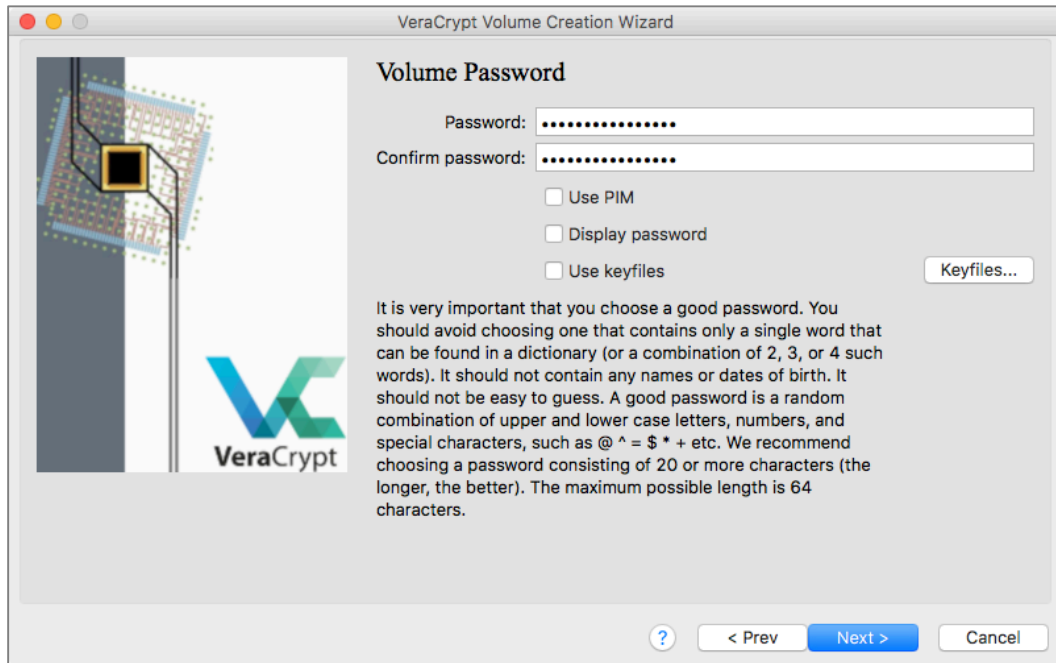 VeraCrypt Volume Creation Wizard
Volume Password
Password: ••••••••••••••••
Confirm password: ••••••••••••••••
Use PIM
Display password
Use keyfiles
Keyfiles...
It is very important that you choose a good password. You
should avoid choosing one that contains only a single word that
can be found in a dictionary (or a combination of 2, 3, or 4 such
words). It should not contain any names or dates of birth. It
should not be easy to guess. A good password is a random
combination of upper and lower case letters, numbers, and
special characters, such as @ ^ = $ * + etc. We recommend
choosing a password consisting of 20 or more characters (the
longer, the better). The maximum possible length is 64
characters.
VeraCrypt
?
< Prev
Next >
Cancel